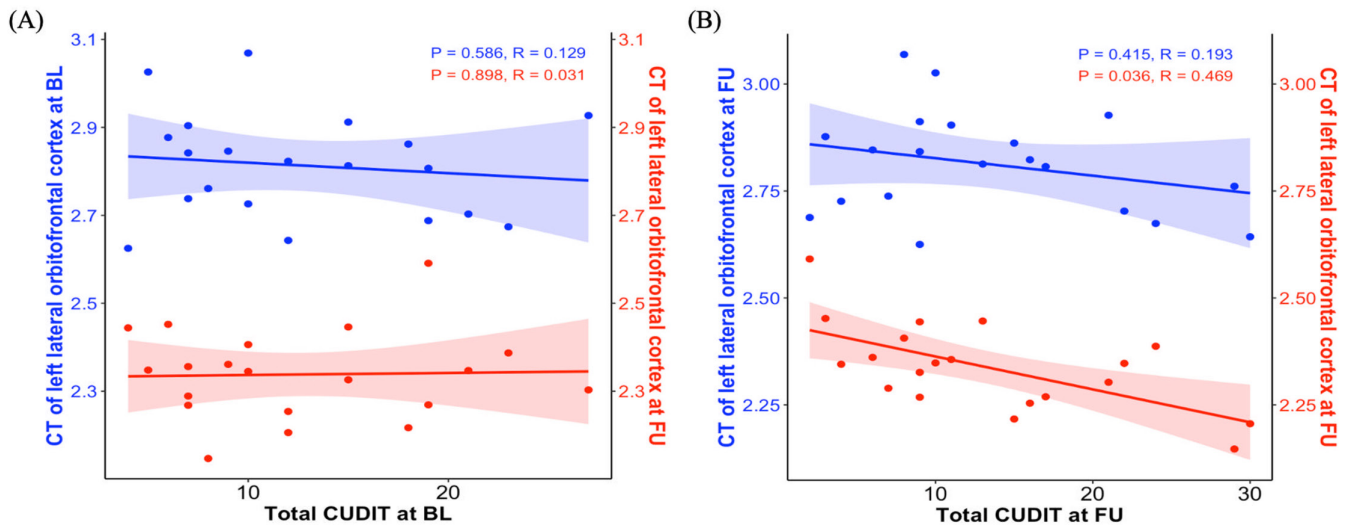 (A)
CT of left lateral orbitofrontal cortex at BL
3.1
2.9
2.7
2.5
2.3
P = 0.586, R = 0.129
P = 0.898, R = 0.031
3.1
2.9
2.7
2.5
2.3
CT of left lateral orbitofrontal cortex at FU
10
20
Total CUDIT at BL
(B)
CT of left lateral orbitofrontal cortex at FU
3.00
2.75
2.50
2.25
P = 0.415, R = 0.193
P = 0.036, R = 0.469
3.00
2.75
2.50
2.25
CT of left lateral orbitofrontal cortex at FU
10
20
30
Total CUDIT at FU